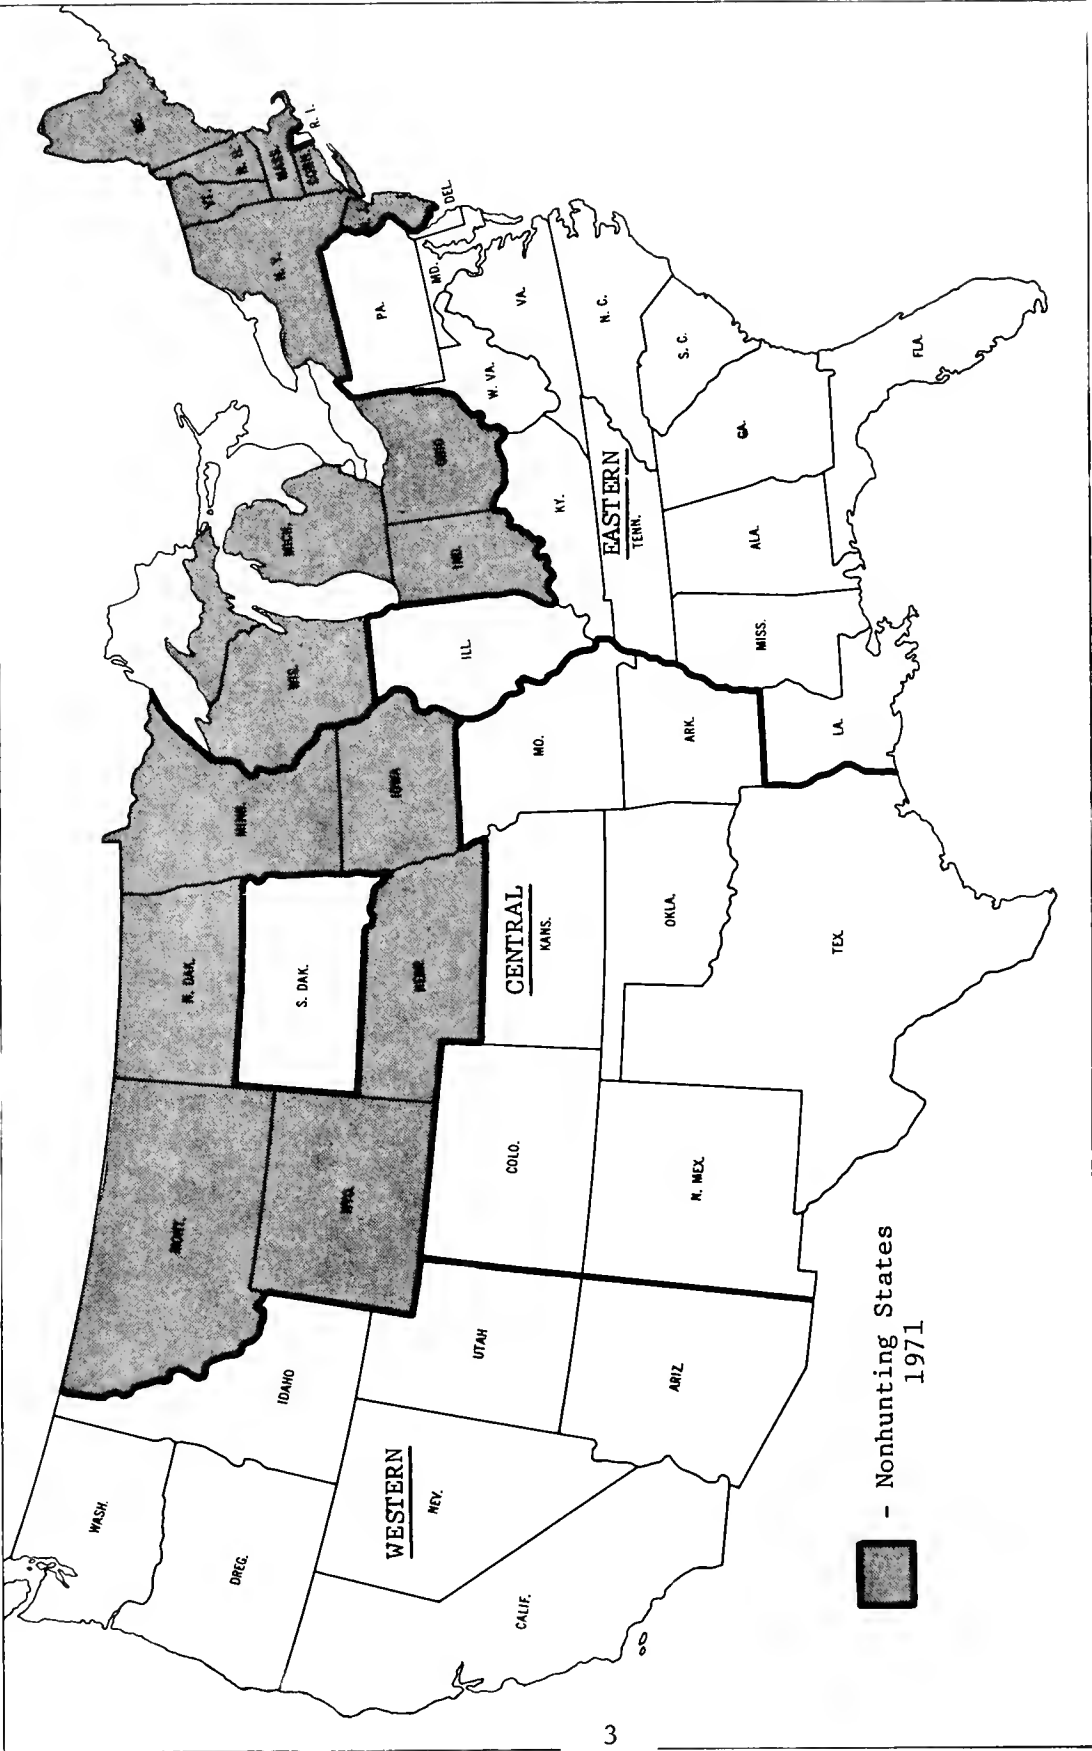 WASH.
OREG.
CALIF.
IDAHO
NEV.
WESTERN
UTAH
ARIZ.
MONT.
WYO.
COLO.
N. MEX.
N. DAK.
S. DAK.
NEBR.
CENTRAL
KANS.
OKLA.
TEX.
MINN.
IOWA
MO.
ARK.
LA.
WIS.
ILL.
MICH.
IND.
OHIO
KY.
EASTERN
TENN.
MISS.
ALA.
GA.
FLA.
S. C.
N. C.
VA.
W. VA.
MD.
DEL.
PA.
N. Y.
VT.
N. H.
ME.
MASS.
CONN.
R. I.
- Nonhunting States
1971
3